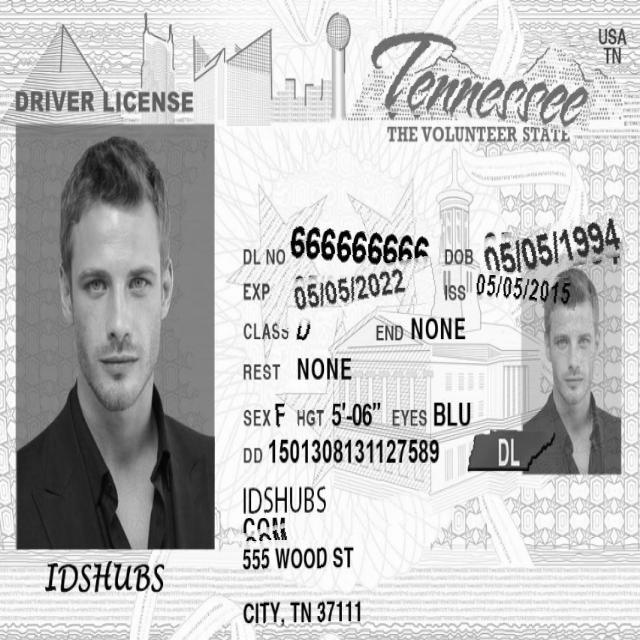 USA
TN
Tennessee
THE VOLUNTEER STATE
DRIVER LICENSE
DL NO 666666666 DOB 05/05/1994
EXP 05/05/2022 ISS 05/05/2015
CLASS D END NONE
REST NONE
SEX F HGT 5'-06" EYES BLU
DD 1501308131127589
DL
IDSHUBS
COM
555 WOOD ST
CITY, TN 37111
IDSHUBS